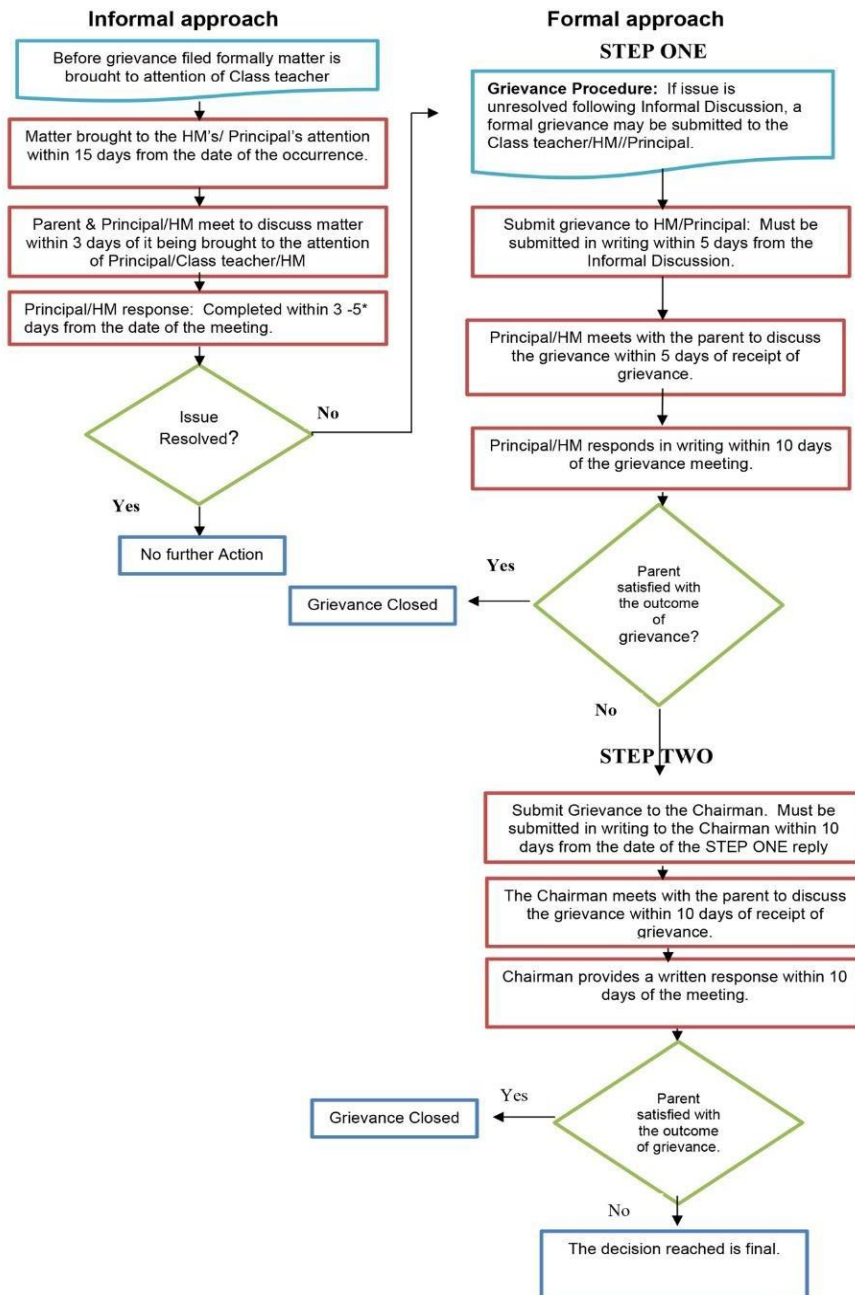 Informal approach
Before grievance filed formally matter is
brought to attention of Class teacher
Matter brought to the HM's/ Principal's attention
within 15 days from the date of the occurrence.
Parent & Principal/HM meet to discuss matter
within 3 days of it being brought to the attention
of Principal/Class teacher/HM
Principal/HM response: Completed within 3 -5*
days from the date of the meeting.
Issue
Resolved?
No
Yes
No further Action
Formal approach
STEP ONE
Grievance Procedure: If issue is
unresolved following Informal Discussion, a
formal grievance may be submitted to the
Class teacher/HM//Principal.
Submit grievance to HM/Principal: Must be
submitted in writing within 5 days from the
Informal Discussion.
Principal/HM meets with the parent to discuss
the grievance within 5 days of receipt of
grievance.
Principal/HM responds in writing within 10 days
of the grievance meeting.
Parent
satisfied with
the outcome
of
grievance?
Yes
Grievance Closed
No
STEP TWO
Submit Grievance to the Chairman. Must be
submitted in writing to the Chairman within 10
days from the date of the STEP ONE reply
The Chairman meets with the parent to discuss
the grievance within 10 days of receipt of
grievance.
Chairman provides a written response within 10
days of the meeting.
Parent
satisfied with
the outcome
of grievance.
Yes
Grievance Closed
No
The decision reached is final.